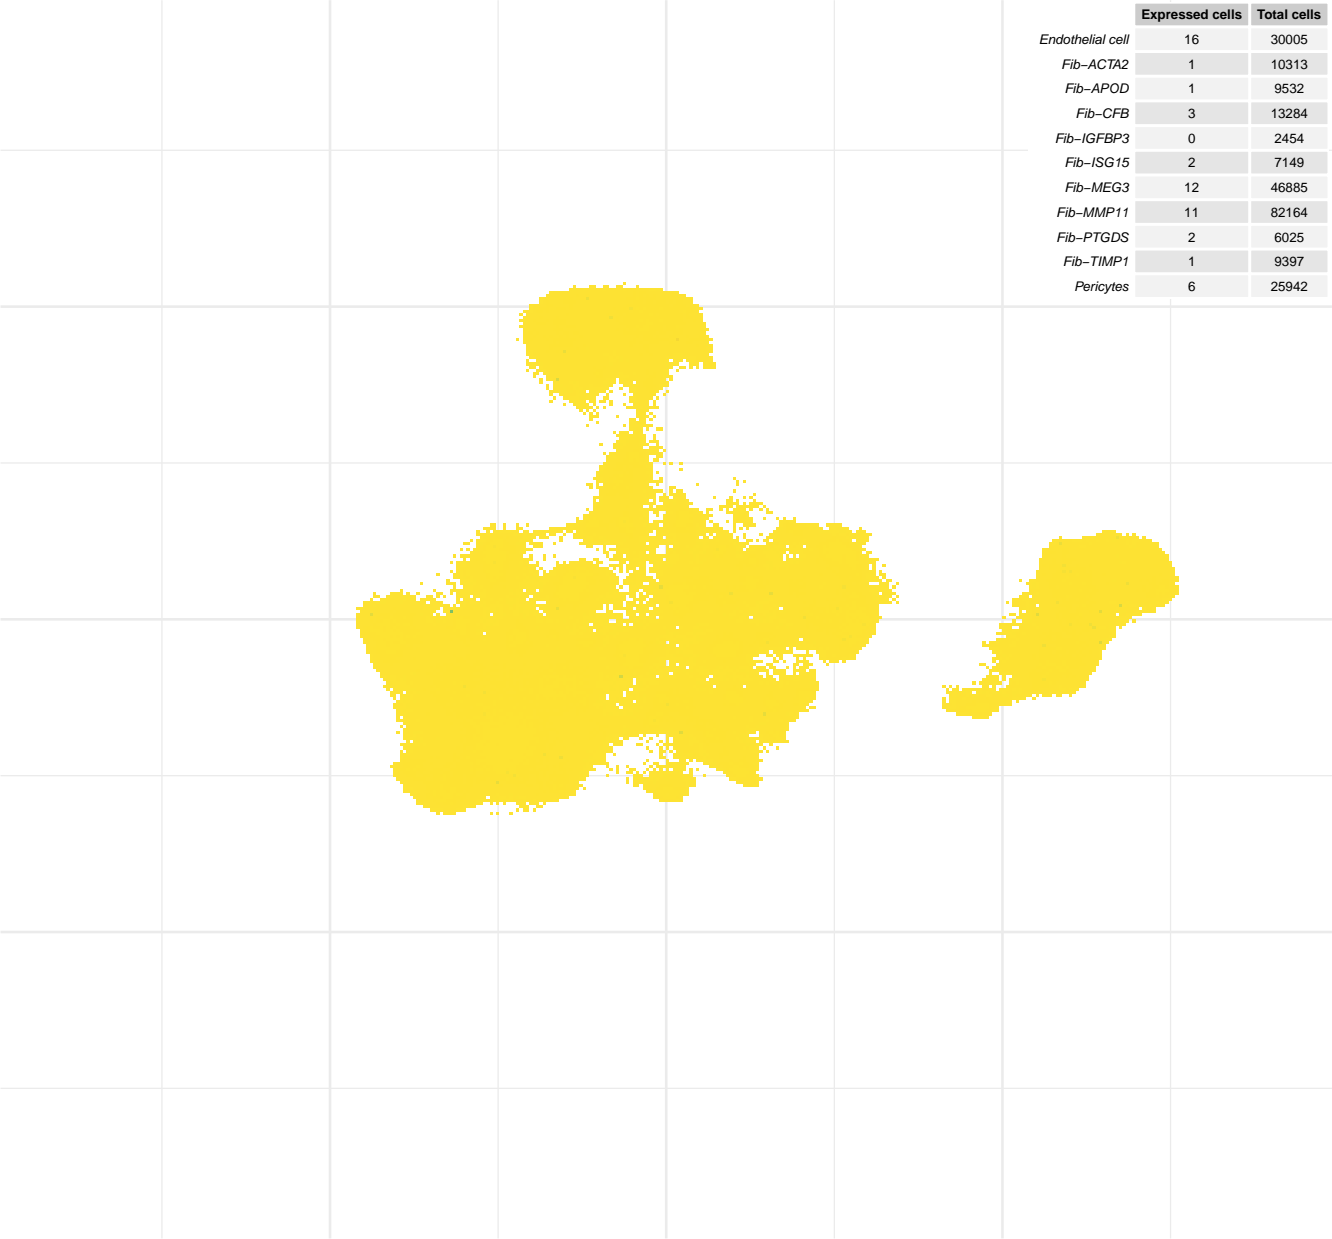 Expressed cells Total cells
Endothelial cell 16 30005
Fib−ACTA2 1 10313
Fib−APOD 1 9532
Fib−CFB 3 13284
Fib−IGFBP3 0 2454
Fib−ISG15 2 7149
Fib−MEG3 12 46885
Fib−MMP11 11 82164
Fib−PTGDS 2 6025
Fib−TIMP1 1 9397
Pericytes 6 25942